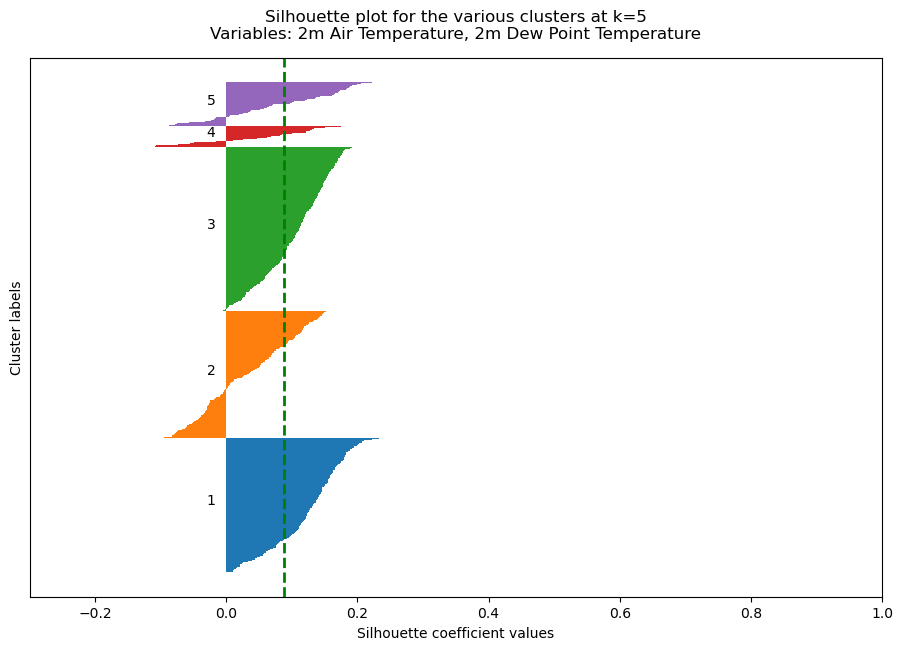 Silhouette plot for the various clusters at k=5
Variables: 2m Air Temperature, 2m Dew Point Temperature
5
4
3
2
1
Cluster labels
−0.2 0.0 0.2 0.4 0.6 0.8 1.0
Silhouette coefficient values